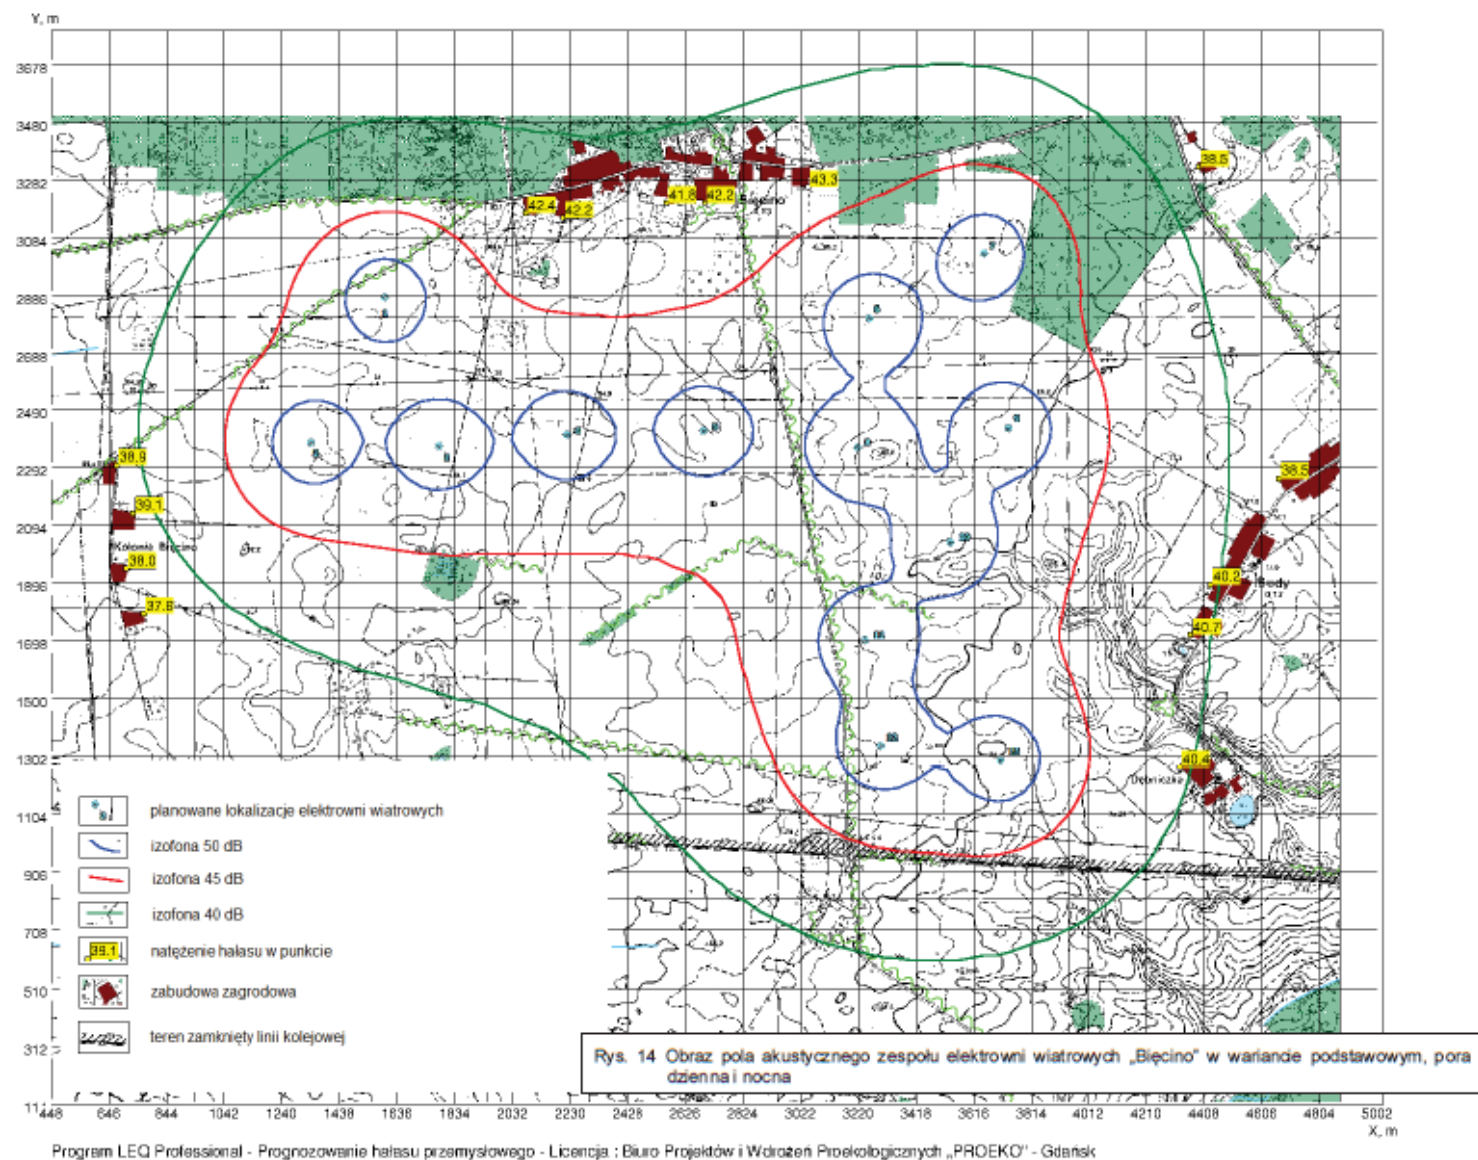 Y, m
3678
3480
3282
3084
2886
2688
2490
2292
2094
1896
1698
1500
1302
1104
906
708
510
312
114
448 646 844 1042 1240 1438 1636 1834 2032 2230 2428 2626 2824 3022 3220 3418 3616 3814 4012 4210 4408 4606 4804 5002
X, m
42.4
42.2
41.8
42.2
43.3
38.5
38.9
39.1
Kolonia Bięcino
38.0
37.8
38.5
40.2
40.7
40.4
planowane lokalizacje elektrowni wiatrowych
izofona 50 dB
izofona 45 dB
izofona 40 dB
39.1
natężenie hałasu w punkcie
zabudowa zagrodowa
teren zamknięty linii kolejowej
Rys. 14 Obraz pola akustycznego zespołu elektrowni wiatrowych „Bięcino" w wariancie podstawowym, pora
dzienna i nocna
Program LEQ Professional - Prognozowanie hałasu przemysłowego - Licencja : Biuro Projektów i Wdrożeń Proekologicznych „PROEKO" - Gdańsk